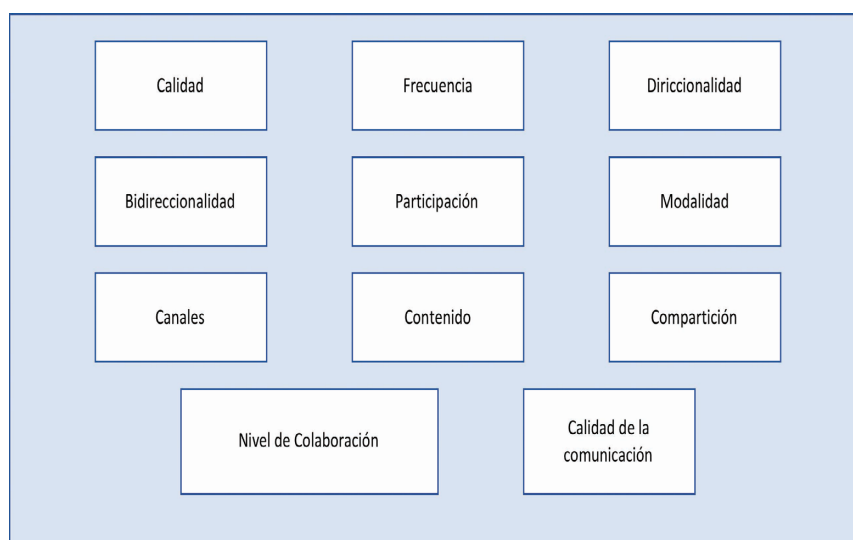 Calidad
Frecuencia
Diriccionalidad
Bidireccionalidad
Participación
Modalidad
Canales
Contenido
Compartición
Nivel de Colaboración
Calidad de la
comunicación